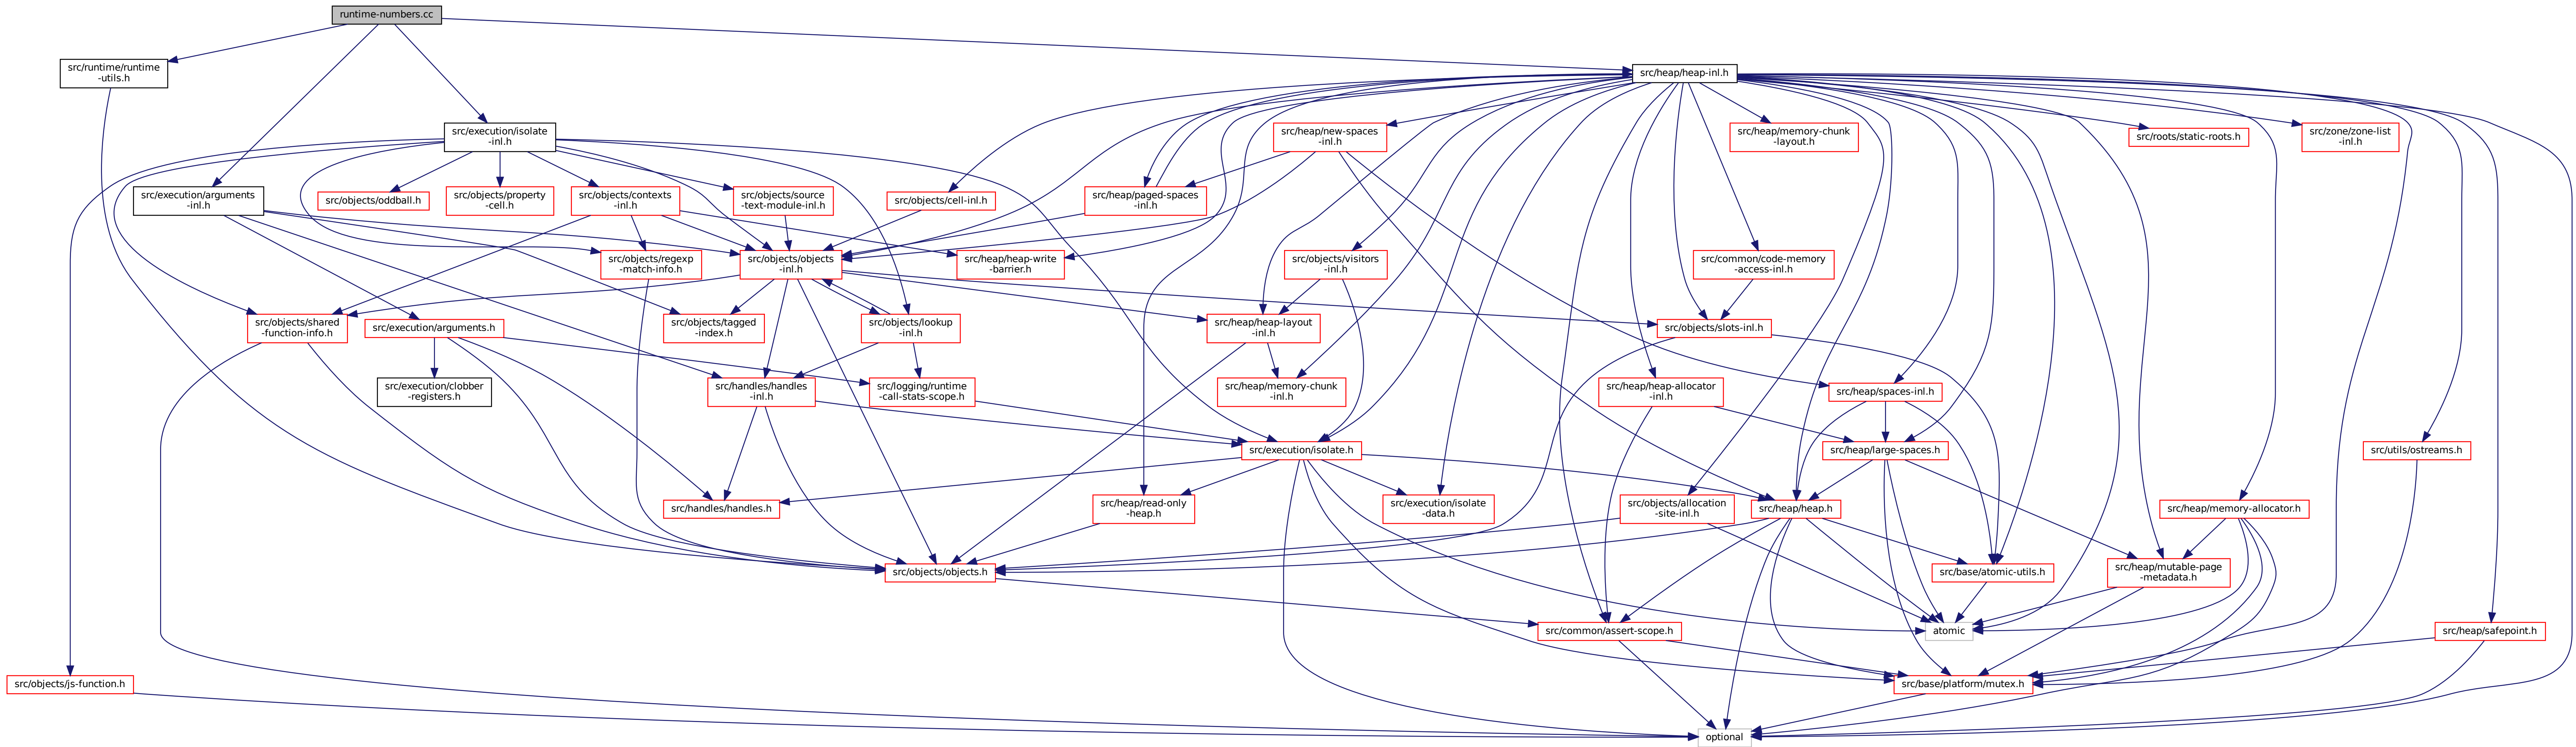 runtime-numbers.cc
src/runtime/runtime
-utils.h
src/heap/heap-inl.h
src/execution/isolate
-inl.h
src/heap/new-spaces
-inl.h
src/heap/memory-chunk
-layout.h
src/roots/static-roots.h
src/zone/zone-list
-inl.h
src/execution/arguments
-inl.h
src/objects/oddball.h
src/objects/property
-cell.h
src/objects/contexts
-inl.h
src/objects/source
-text-module-inl.h
src/objects/cell-inl.h
src/heap/paged-spaces
-inl.h
src/objects/regexp
-match-info.h
src/objects/objects
-inl.h
src/heap/heap-write
-barrier.h
src/objects/visitors
-inl.h
src/common/code-memory
-access-inl.h
src/objects/shared
-function-info.h
src/execution/arguments.h
src/objects/tagged
-index.h
src/objects/lookup
-inl.h
src/heap/heap-layout
-inl.h
src/objects/slots-inl.h
src/execution/clobber
-registers.h
src/handles/handles
-inl.h
src/logging/runtime
-call-stats-scope.h
src/heap/memory-chunk
-inl.h
src/heap/heap-allocator
-inl.h
src/heap/spaces-inl.h
src/execution/isolate.h
src/heap/large-spaces.h
src/utils/ostreams.h
src/handles/handles.h
src/heap/read-only
-heap.h
src/execution/isolate
-data.h
src/objects/allocation
-site-inl.h
src/heap/heap.h
src/heap/memory-allocator.h
src/objects/objects.h
src/base/atomic-utils.h
src/heap/mutable-page
-metadata.h
src/common/assert-scope.h
atomic
src/heap/safepoint.h
src/objects/js-function.h
src/base/platform/mutex.h
optional